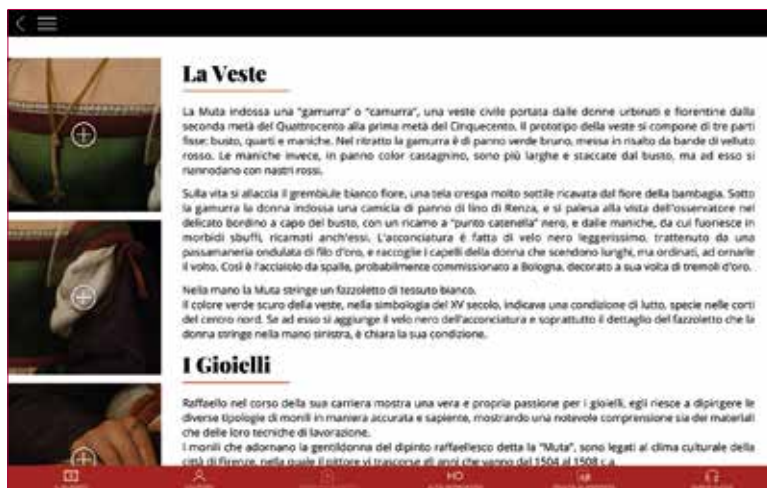 La Veste
La Muta indossa una "gamurra" o "camurra", una veste civile portata dalle donne urbinati e fiorentine dalla
seconda metà del Quattrocento alla prima metà del Cinquecento. Il prototipo della veste si compone di tre parti
fisse: busto, quarti e maniche. Nel ritratto la gamurra è di panno verde bruno, messa in risalto da bande di velluto
rosso. Le maniche invece, in panno color castagnino, sono più larghe e staccate dal busto, ma ad esso si
riannodano con nastri rossi.
Sulla vita si allaccia il grembiule bianco fiore, una tela crespa molto sottile ricavata dal fiore della bambagia. Sotto
la gamurra la donna indossa una camicia di panno di lino di Renza, e si palesa alla vista dell'osservatore nel
delicato bordino a capo del busto, con un ricamo a "punto catenella" nero, e dalle maniche, da cui fuoriesce in
morbidi sbuffi, ricamati anch'essi. L'acconciatura è fatta di velo nero leggerissimo, trattenuto da una
passamaneria ondulata di filo d'oro, e raccoglie i capelli della donna che scendono lunghi, ma ordinati, ad ornarle
il volto. Così è l'acciaiolo da spalle, probabilmente commissionato a Bologna, decorato a sua volta di tremoli d'oro.
Nella mano la Muta stringe un fazzoletto di tessuto bianco.
Il colore verde scuro della veste, nella simbologia del XV secolo, indicava una condizione di lutto, specie nelle corti
del centro nord. Se ad esso si aggiunge il velo nero dell'acconciatura e soprattutto il dettaglio del fazzoletto che la
donna stringe nella mano sinistra, è chiara la sua condizione.
I Gioielli
Raffaello nel corso della sua carriera mostra una vera e propria passione per i gioielli, egli riesce a dipingere le
diverse tipologie di monili in maniera accurata e sapiente, mostrando una notevole comprensione sia dei materiali
che delle loro tecniche di lavorazione.
I monili che adornano la gentildonna del dipinto raffaellesco detta la "Muta", sono legati al clima culturale della
città di Firenze, nella quale il pittore vi trascorse gli anni che vanno dal 1504 al 1508 c.a.
HD